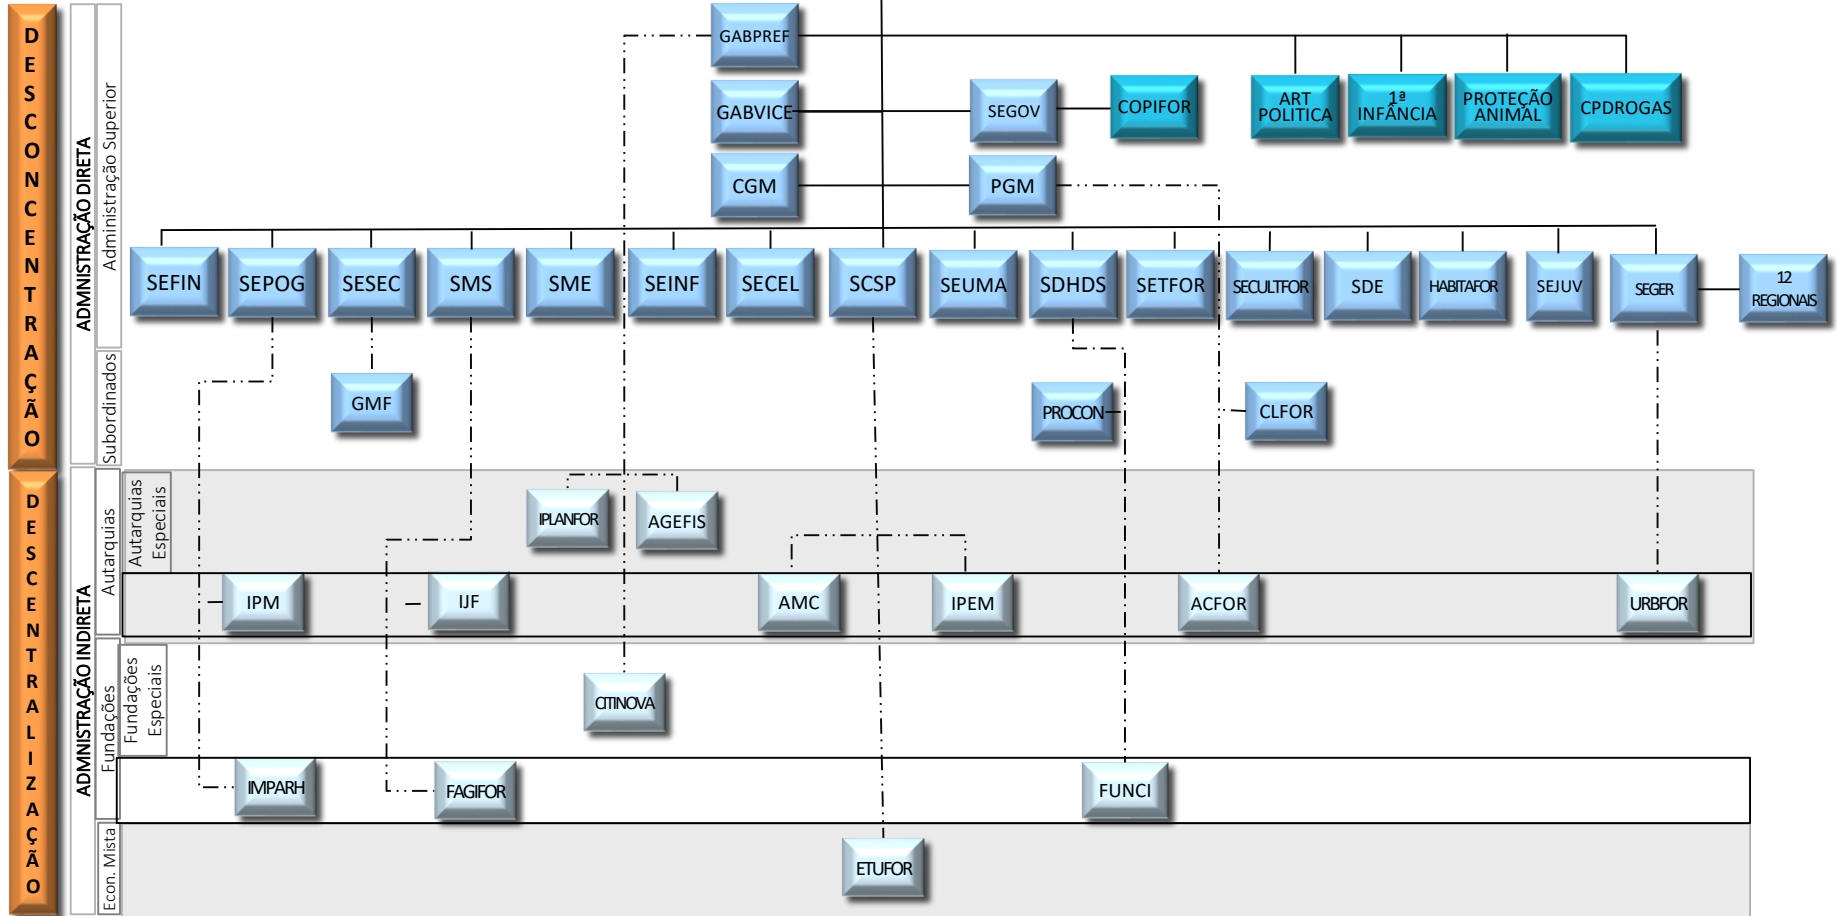 DESCONCENTRAÇÃO
ADMINISTRAÇÃO DIRETA
Administração Superior
GABPREF
GABVICE
SEGOV
COPIFOR
ART
POLITICA
1ª
INFÂNCIA
PROTEÇÃO
ANIMAL
CPDROGAS
CGM
PGM
SEFIN
SEPOG
SESEC
SMS
SME
SEINF
SECEL
SCSP
SEUMA
SDHDS
SETFOR
SECULTFOR
SDE
HABITAFOR
SEJUV
SEGER
12
REGIONAIS
Subordinados
GMF
PROCON
CLFOR
DESCENTRALIZAÇÃO
ADMNISTRAÇÃO INDIRETA
Autarquias
Autarquias
Especiais
IPLANFOR
AGEFIS
IPM
IJF
AMC
IPEM
ACFOR
URBFOR
Fundações
Fundações
Especiais
CITINOVA
IMPARH
FAGIFOR
FUNCI
Econ. Mista
ETUFOR